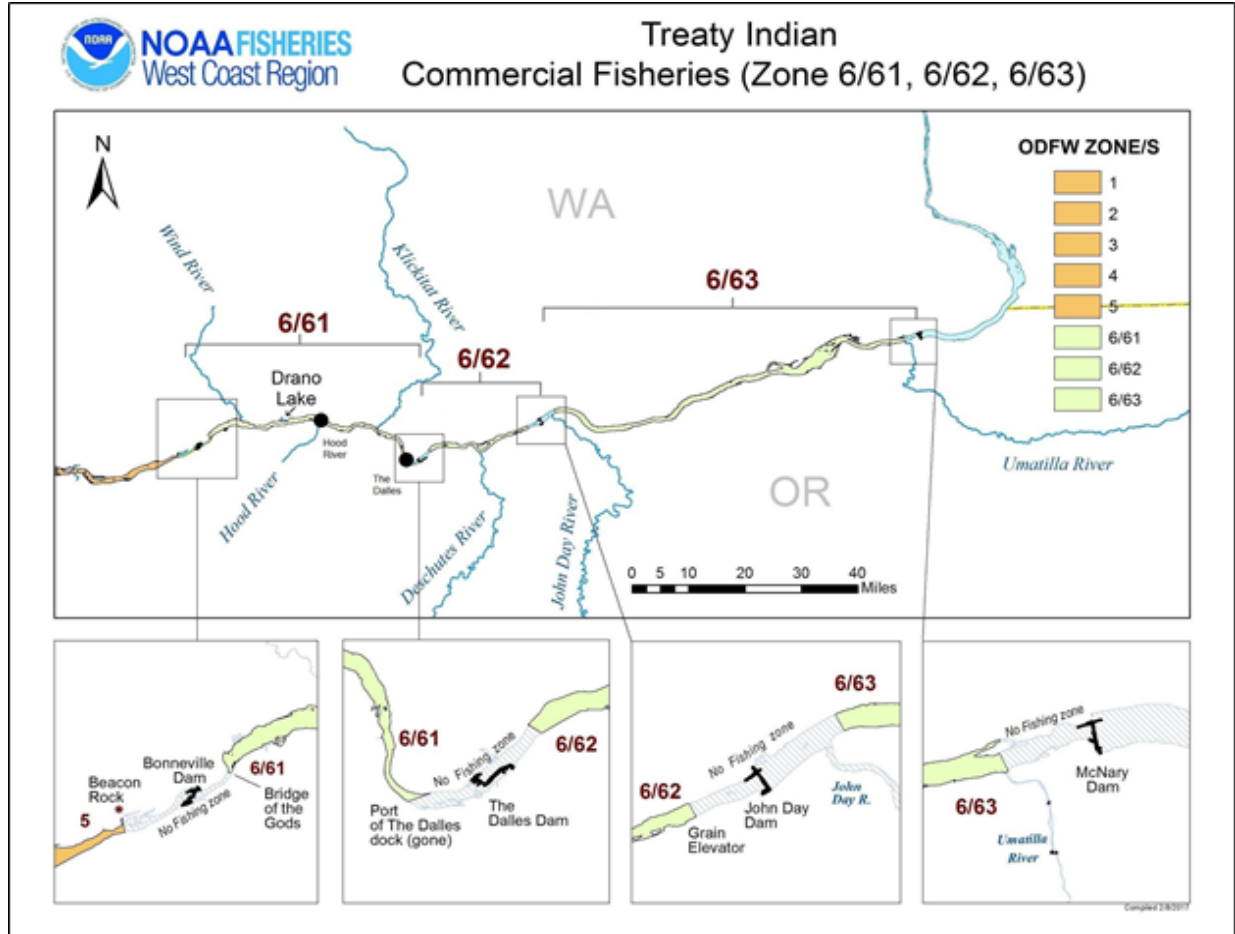 NOAA
NOAA FISHERIES
West Coast Region
Treaty Indian
Commercial Fisheries (Zone 6/61, 6/62, 6/63)
N
WA
OR
ODFW ZONE/S
1
2
3
4
5
6/61
6/62
6/63
Wind River
Klickitat River
6/61
6/62
6/63
Drano
Lake
Hood
River
The
Dalles
Hood River
Deschutes River
John Day River
Umatilla River
0 5 10 20 30 40
Miles
Beacon
Rock
Bonneville
Dam
5
No Fishing zone
6/61
Bridge
of the
Gods
6/61
No Fishing zone
6/62
Port
of The Dalles
dock (gone)
The
Dalles Dam
6/63
No Fishing zone
6/62
Grain
Elevator
John Day
Dam
John
Day R.
No Fishing zone
6/63
McNary
Dam
Umatilla
River
Compiled 2/8/2017